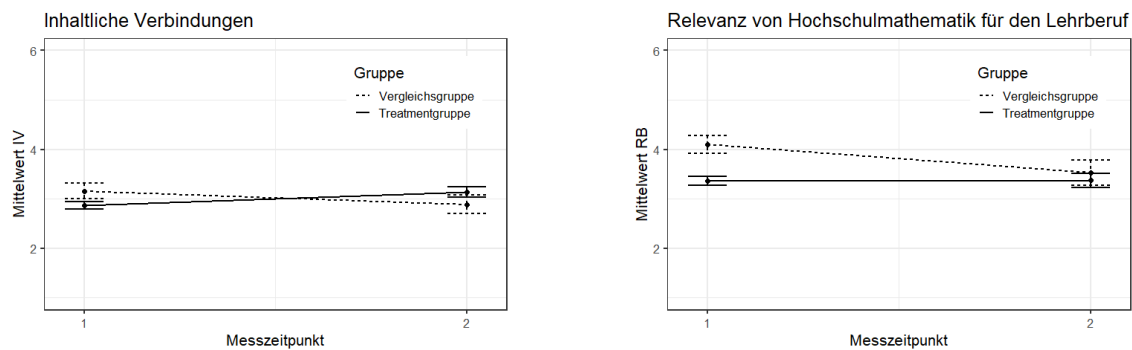 Inhaltliche Verbindungen
6
4
2
Mittelwert IV
Gruppe
Vergleichsgruppe
Treatmentgruppe
1
2
Messzeitpunkt
Relevanz von Hochschulmathematik für den Lehrberuf
6
4
2
Mittelwert RB
Gruppe
Vergleichsgruppe
Treatmentgruppe
1
2
Messzeitpunkt